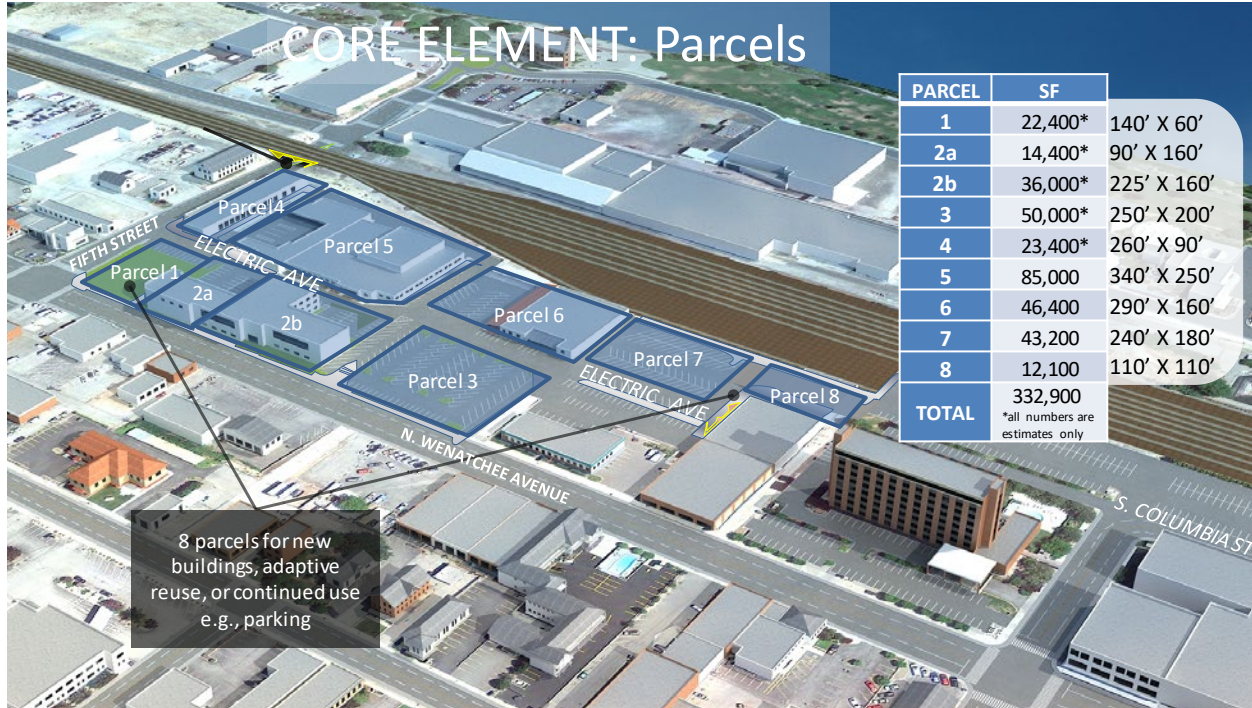 CORE ELEMENT: Parcels
PARCEL SF
1 22,400* 140’ X 60’
2a 14,400* 90’ X 160’
2b 36,000* 225’ X 160’
3 50,000* 250’ X 200’
4 23,400* 260’ X 90’
5 85,000 340’ X 250’
6 46,400 290’ X 160’
7 43,200 240’ X 180’
8 12,100 110’ X 110’
TOTAL 332,900
*all numbers are
estimates only
Parcel 4
FIFTH STREET
Parcel 5
ELECTRIC AVE
Parcel 1
2a
2b
Parcel 6
Parcel 3
Parcel 7
ELECTRIC AVE
Parcel 8
N. WENATCHEE AVENUE
S. COLUMBIA ST
8 parcels for new
buildings, adaptive
reuse, or continued use
e.g., parking